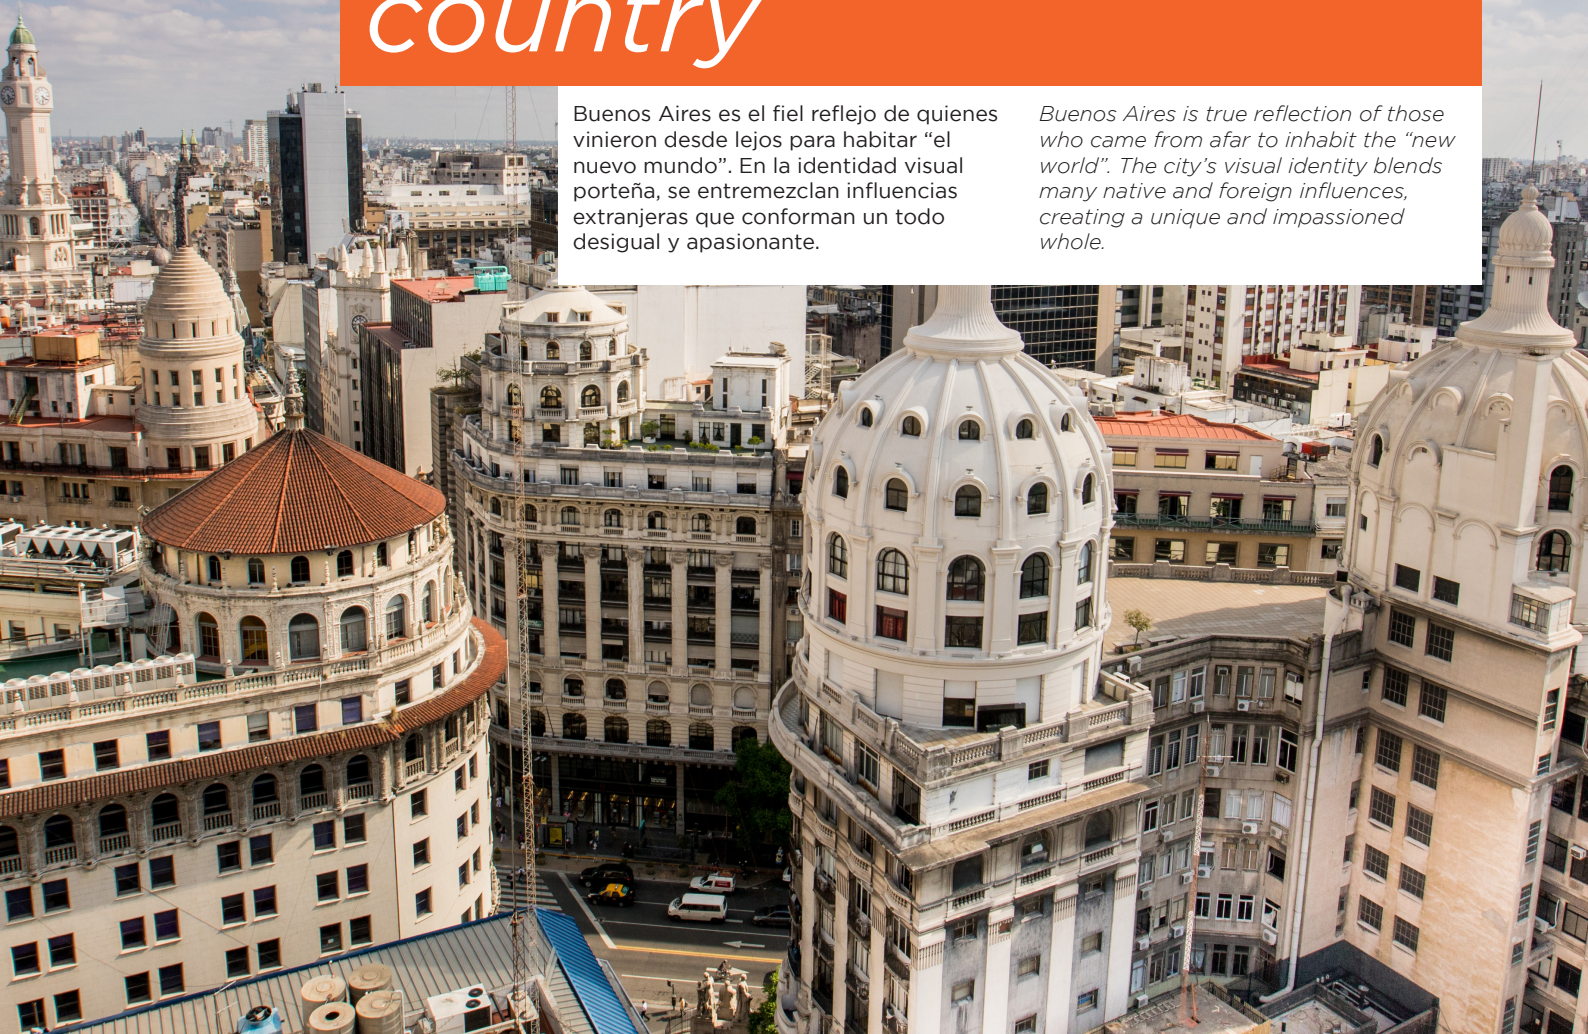 country
Buenos Aires es el fiel reflejo de quienes
vinieron desde lejos para habitar “el
nuevo mundo”. En la identidad visual
porteña, se entremezclan influencias
extranjeras que conforman un todo
desigual y apasionante.
Buenos Aires is true reflection of those
who came from afar to inhabit the “new
world”. The city’s visual identity blends
many native and foreign influences,
creating a unique and impassioned
whole.